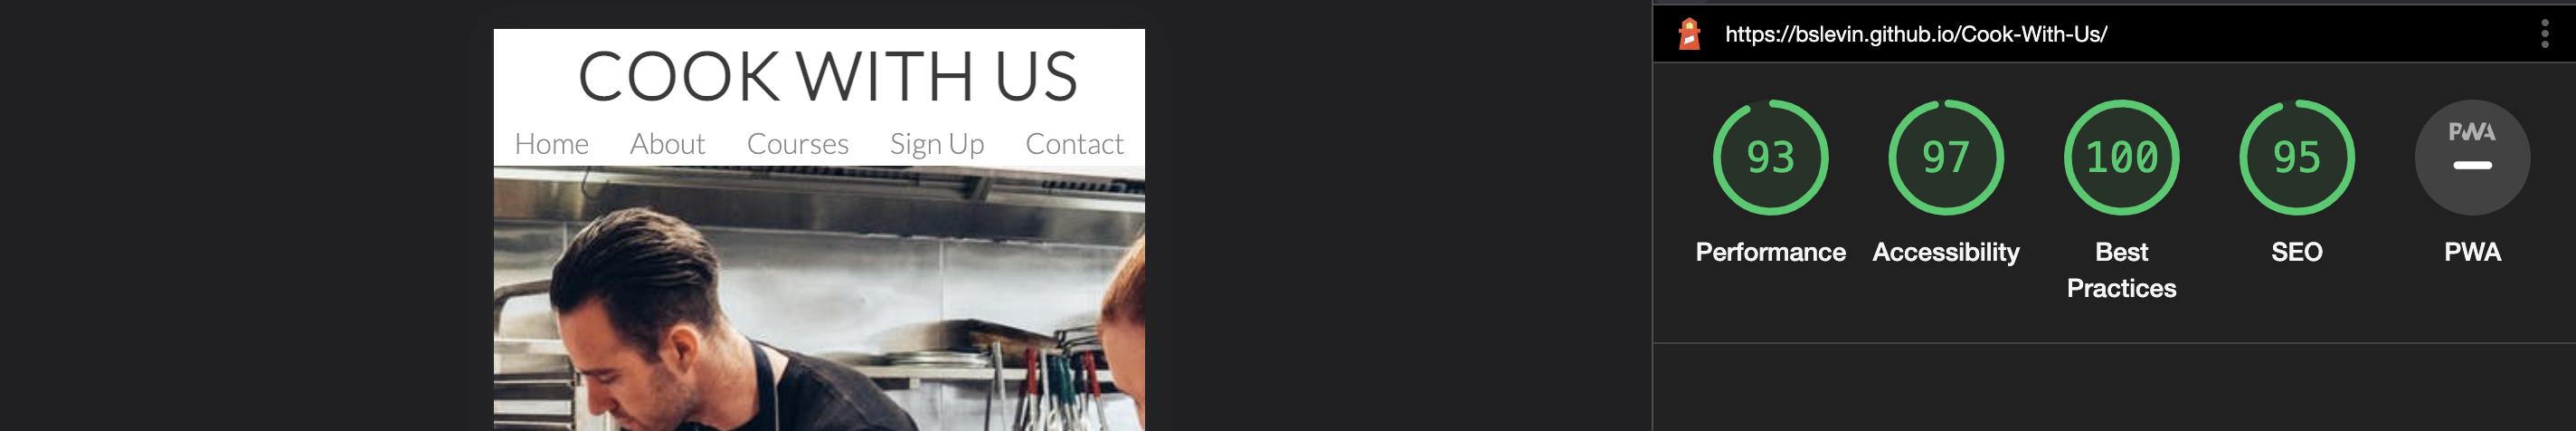 COOK WITH US
Home About Courses Sign Up Contact
https://bslevin.github.io/Cook-With-Us/
93 97 100 95 PWA
Performance Accessibility Best Practices SEO PWA